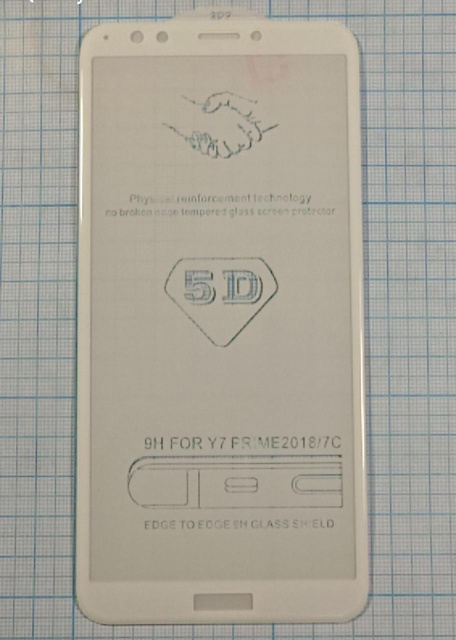 Physical reinforcement technology
no broken edge tempered glass screen protector
5D
9H FOR Y7 PRIME2018/7C
EDGE TO EDGE 9H GLASS SHIELD